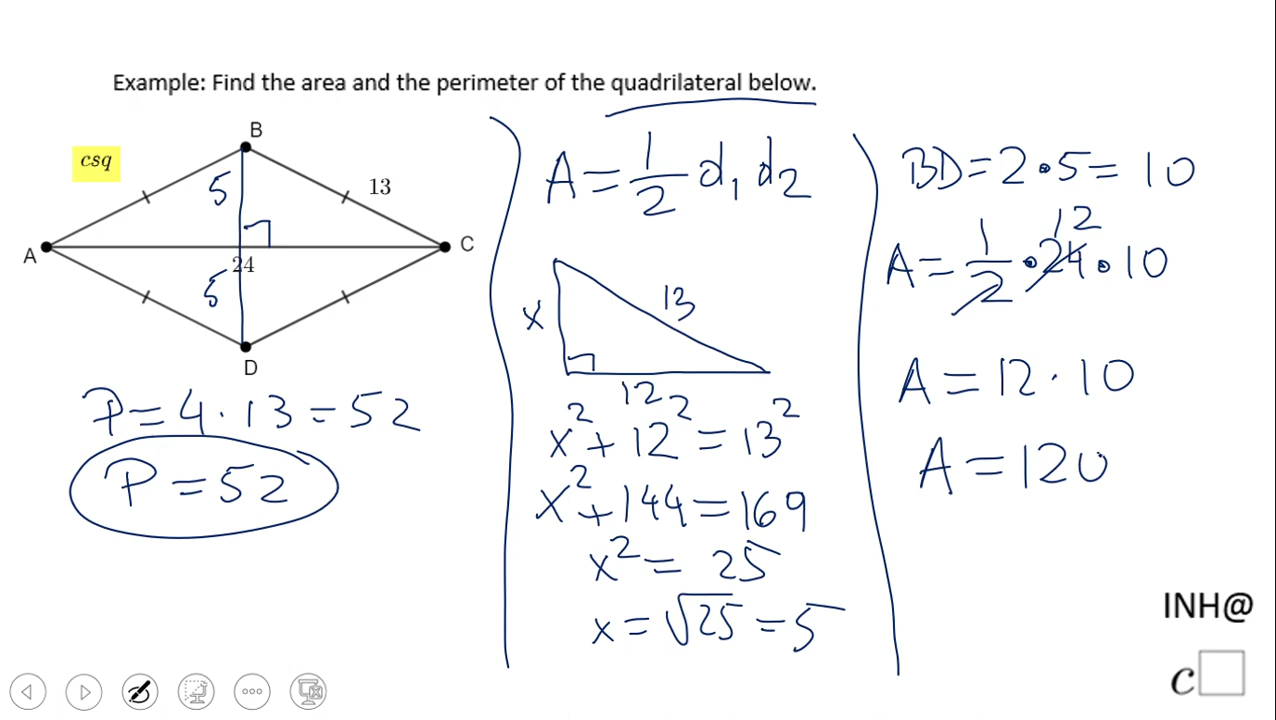 Example: Find the area and the perimeter of the quadrilateral below.
csq
B
5
13
A
C
24
5
D
P = 4 · 13 = 52
P = 52
A = 1/2 d₁ d₂
x
13
12
x² + 12² = 13²
x² + 144 = 169
x² = 25
x = √25 = 5
BD = 2 • 5 = 10
12
A = 1/2 • 24 • 10
A = 12 · 10
A = 120
INH@
c□